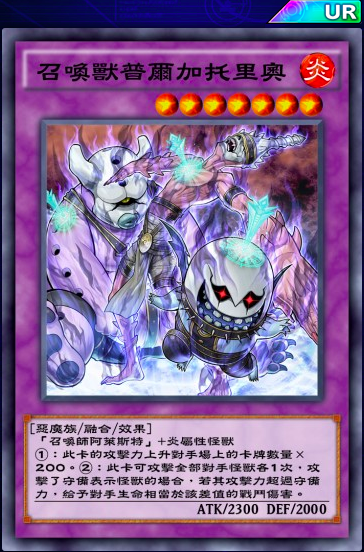 UR
召喚獸普爾加托里奧 炎
[惡魔族/融合/效果]
「召喚師阿萊斯特」+炎屬性怪獸
①：此卡的攻擊力上升對手場上的卡牌數量×
200。②：此卡可攻擊全部對手怪獸各1次，攻
擊了守備表示怪獸的場合，若其攻擊力超過守備
力，給予對手生命相當於該差值的戰鬥傷害。
ATK/2300 DEF/2000